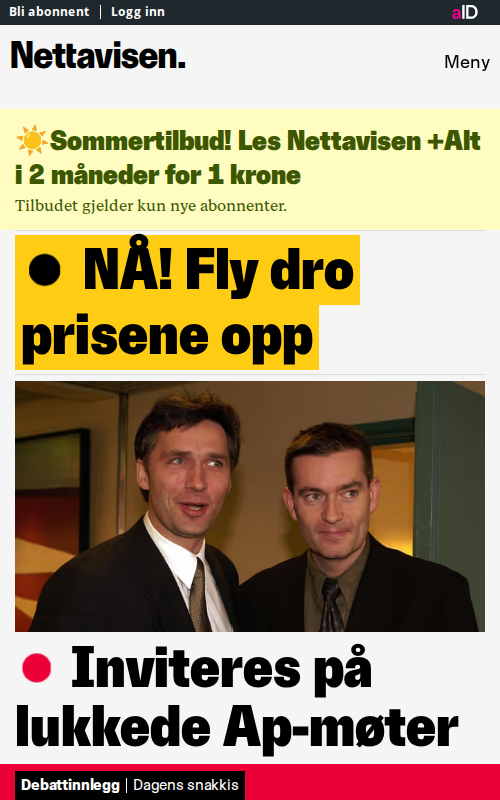 Bli abonnent | Logg inn
aID
Nettavisen.
Meny
☀️Sommertilbud! Les Nettavisen +Alt
i 2 måneder for 1 krone
Tilbudet gjelder kun nye abonnenter.
NÅ! Fly dro
prisene opp
Inviteres på
lukkede Ap-møter
Debattinnlegg | Dagens snakkis